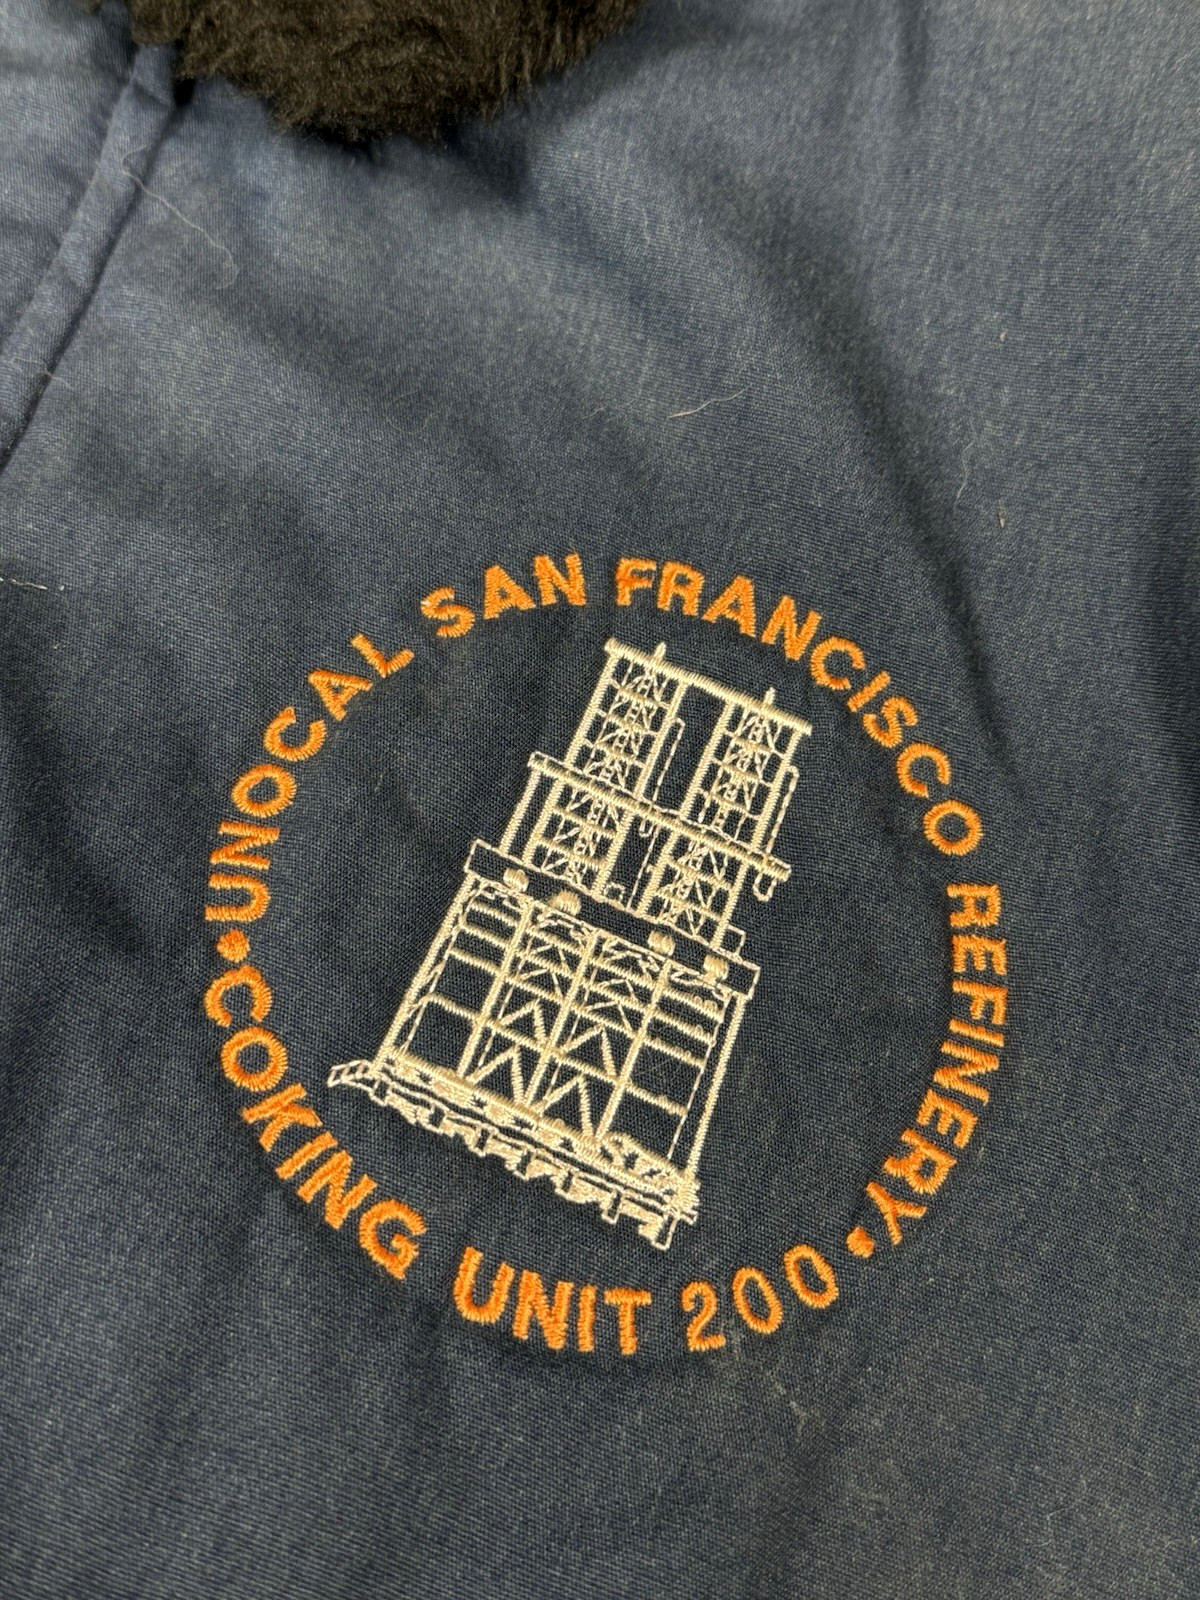 UNOCAL SAN FRANCISCO REFINERY
• COKING UNIT 200 •